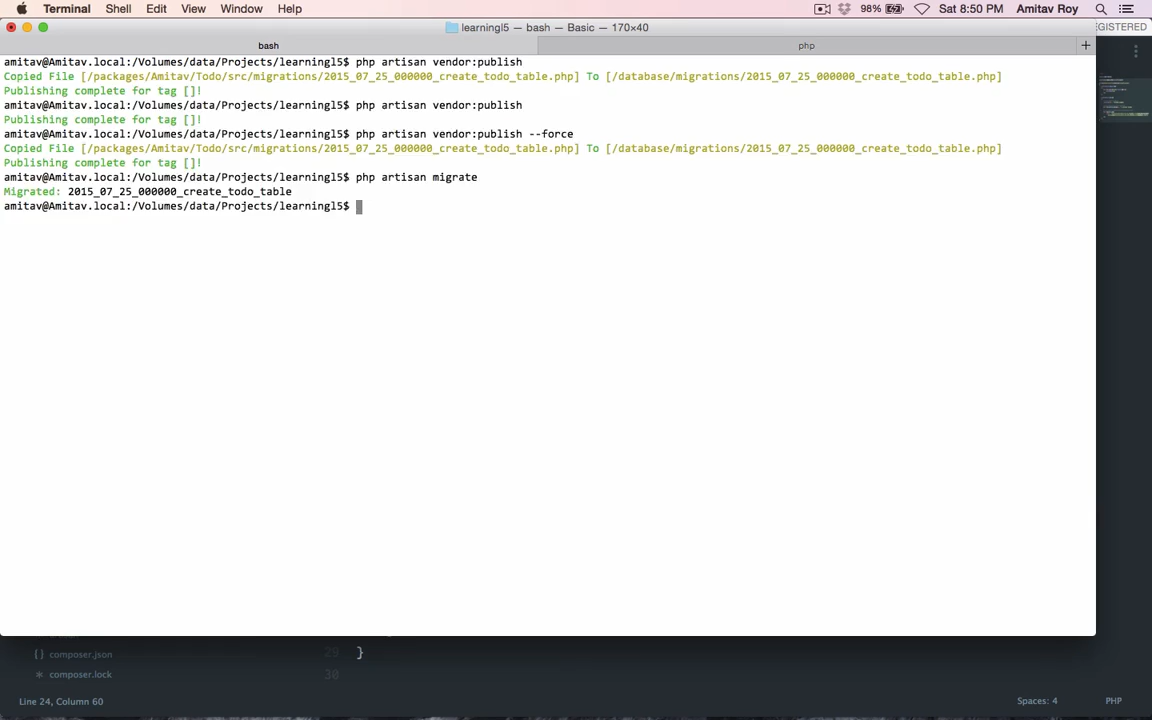 Terminal Shell Edit View Window Help 98% Sat 8:50 PM Amitav Roy
learningl5 — bash — Basic — 170×40
EGISTERED
bash php +
amitav@Amitav.local:/Volumes/data/Projects/learningl5$ php artisan vendor:publish
Copied File [/packages/Amitav/Todo/src/migrations/2015_07_25_000000_create_todo_table.php] To [/database/migrations/2015_07_25_000000_create_todo_table.php]
Publishing complete for tag []!
amitav@Amitav.local:/Volumes/data/Projects/learningl5$ php artisan vendor:publish
Publishing complete for tag []!
amitav@Amitav.local:/Volumes/data/Projects/learningl5$ php artisan vendor:publish --force
Copied File [/packages/Amitav/Todo/src/migrations/2015_07_25_000000_create_todo_table.php] To [/database/migrations/2015_07_25_000000_create_todo_table.php]
Publishing complete for tag []!
amitav@Amitav.local:/Volumes/data/Projects/learningl5$ php artisan migrate
Migrated: 2015_07_25_000000_create_todo_table
amitav@Amitav.local:/Volumes/data/Projects/learningl5$
{} composer.json 29 }
* composer.lock 30
Line 24, Column 60 Spaces: 4 PHP